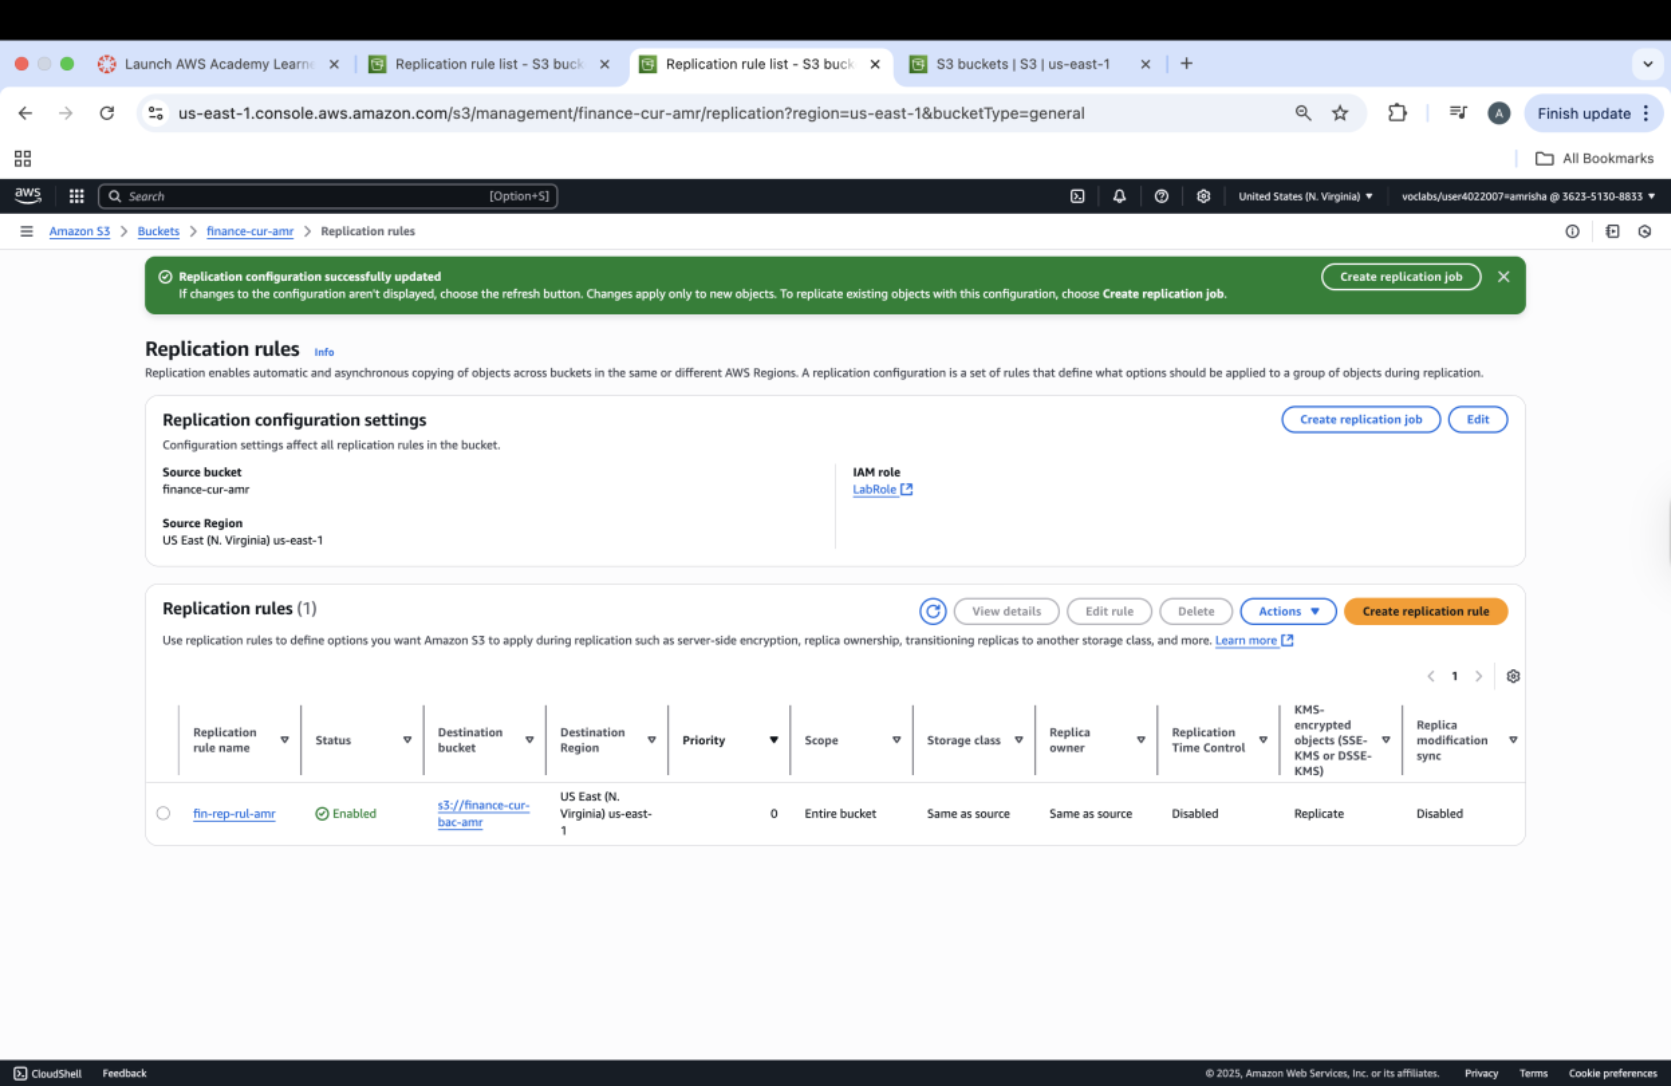 Launch AWS Academy Learne
Replication rule list - S3 buck
Replication rule list - S3 buck
S3 buckets | S3 | us-east-1
us-east-1.console.aws.amazon.com/s3/management/finance-cur-amr/replication?region=us-east-1&bucketType=general
A
Finish update
All Bookmarks
aws
Search
[Option+S]
United States (N. Virginia)
voclabs/user4022007=amrisha @ 3623-5130-8833
Amazon S3 > Buckets > finance-cur-amr > Replication rules
Replication configuration successfully updated
If changes to the configuration aren't displayed, choose the refresh button. Changes apply only to new objects. To replicate existing objects with this configuration, choose Create replication job.
Create replication job
Replication rules Info
Replication enables automatic and asynchronous copying of objects across buckets in the same or different AWS Regions. A replication configuration is a set of rules that define what options should be applied to a group of objects during replication.
Replication configuration settings
Create replication job
Edit
Configuration settings affect all replication rules in the bucket.
Source bucket
finance-cur-amr
Source Region
US East (N. Virginia) us-east-1
IAM role
LabRole
Replication rules (1)
View details
Edit rule
Delete
Actions
Create replication rule
Use replication rules to define options you want Amazon S3 to apply during replication such as server-side encryption, replica ownership, transitioning replicas to another storage class, and more. Learn more
1
Replication
rule name
Status
Destination
bucket
Destination
Region
Priority
Scope
Storage class
Replica
owner
Replication
Time Control
KMS-
encrypted
objects (SSE-
KMS or DSSE-
KMS)
Replica
modification
sync
fin-rep-rul-amr
Enabled
s3://finance-cur-
bac-amr
US East (N.
Virginia) us-east-
1
0
Entire bucket
Same as source
Same as source
Disabled
Replicate
Disabled
CloudShell
Feedback
© 2025, Amazon Web Services, Inc. or its affiliates.
Privacy
Terms
Cookie preferences